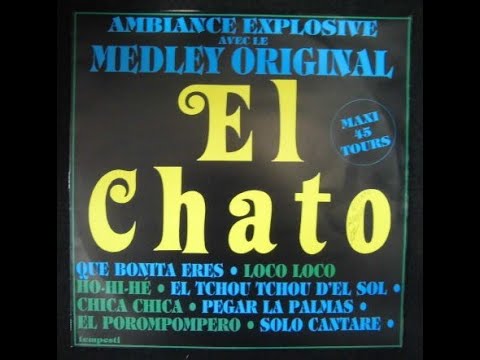 AMBIANCE EXPLOSIVE
AVEC LE
MEDLEY ORIGINAL
El
Chato
MAXI
45
TOURS
QUE BONITA ERES • LOCO LOCO
HO-HI-HÉ • EL TCHOU TCHOU D'EL SOL •
CHICA CHICA • PEGAR LA PALMAS •
EL POROMPOMPERO • SOLO CANTARE •
temposti